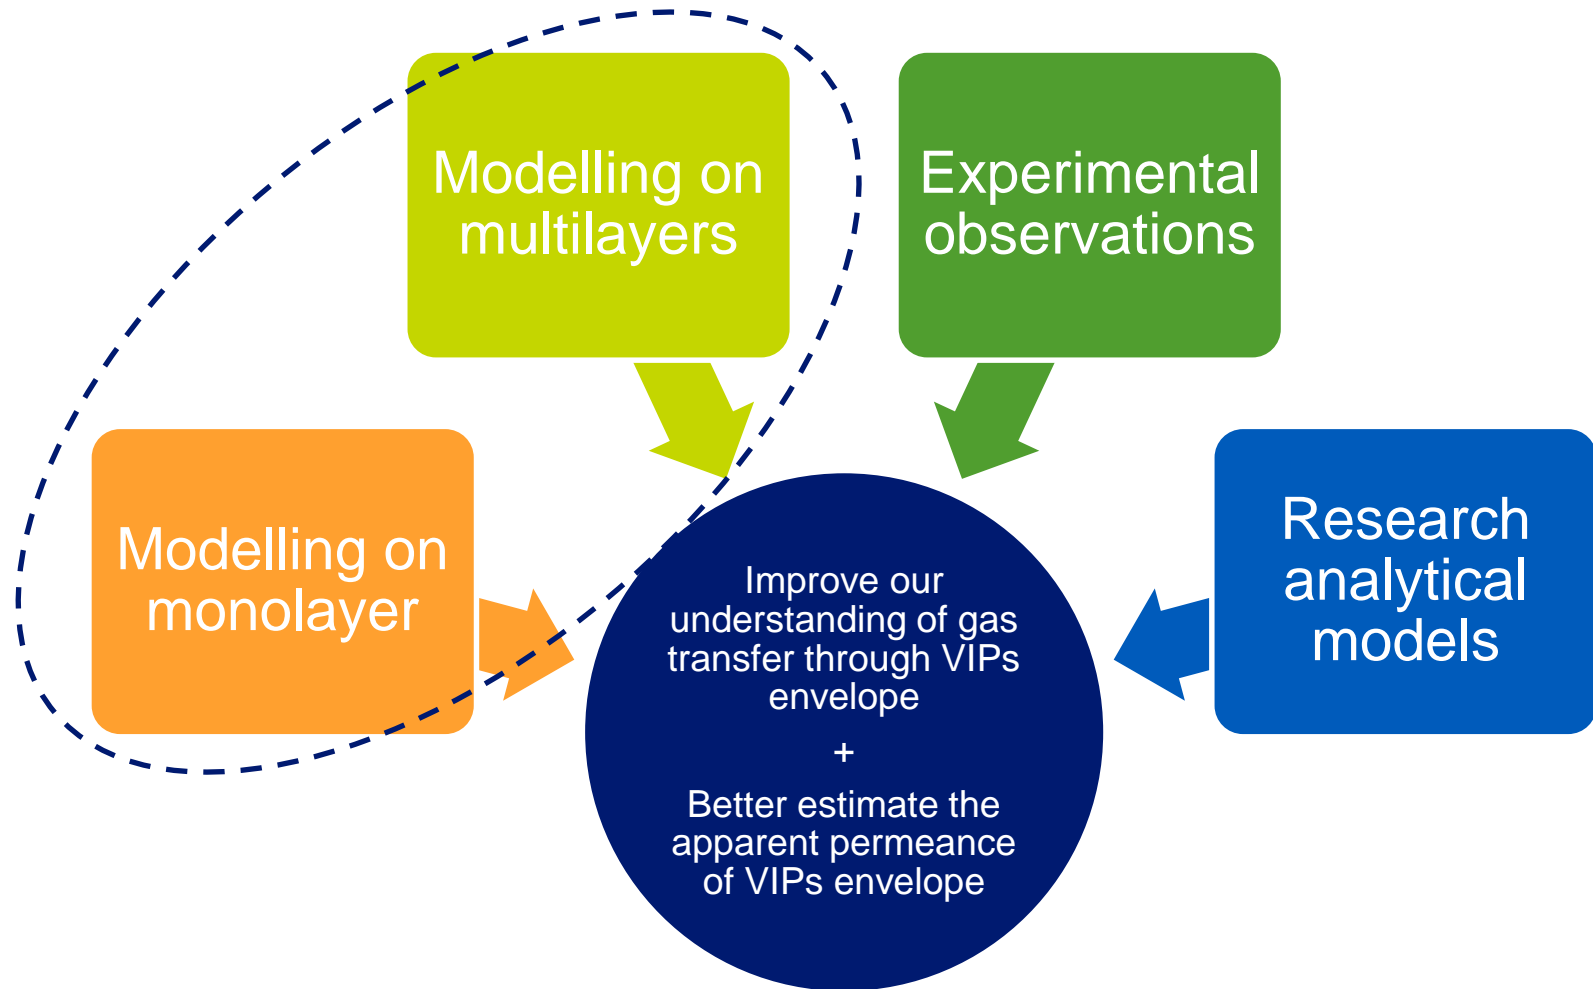 Modelling on
multilayers
Experimental
observations
Modelling on
monolayer
Research
analytical
models
Improve our
understanding of gas
transfer through VIPs
envelope
+
Better estimate the
apparent permeance
of VIPs envelope